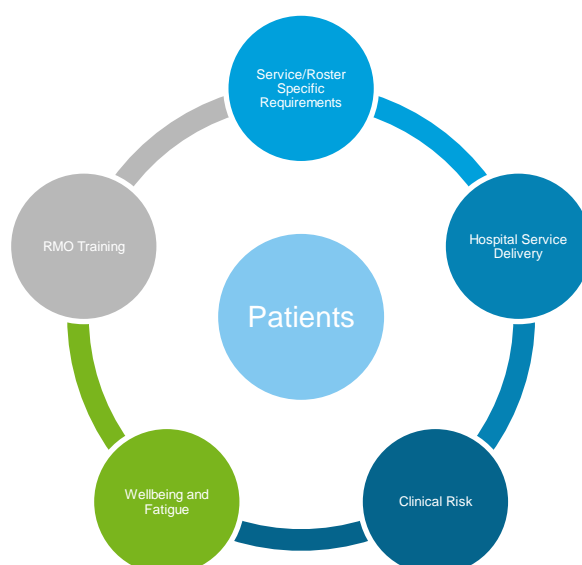 Service/Roster
Specific
Requirements
RMO Training
Hospital Service
Delivery
Patients
Wellbeing and
Fatigue
Clinical Risk